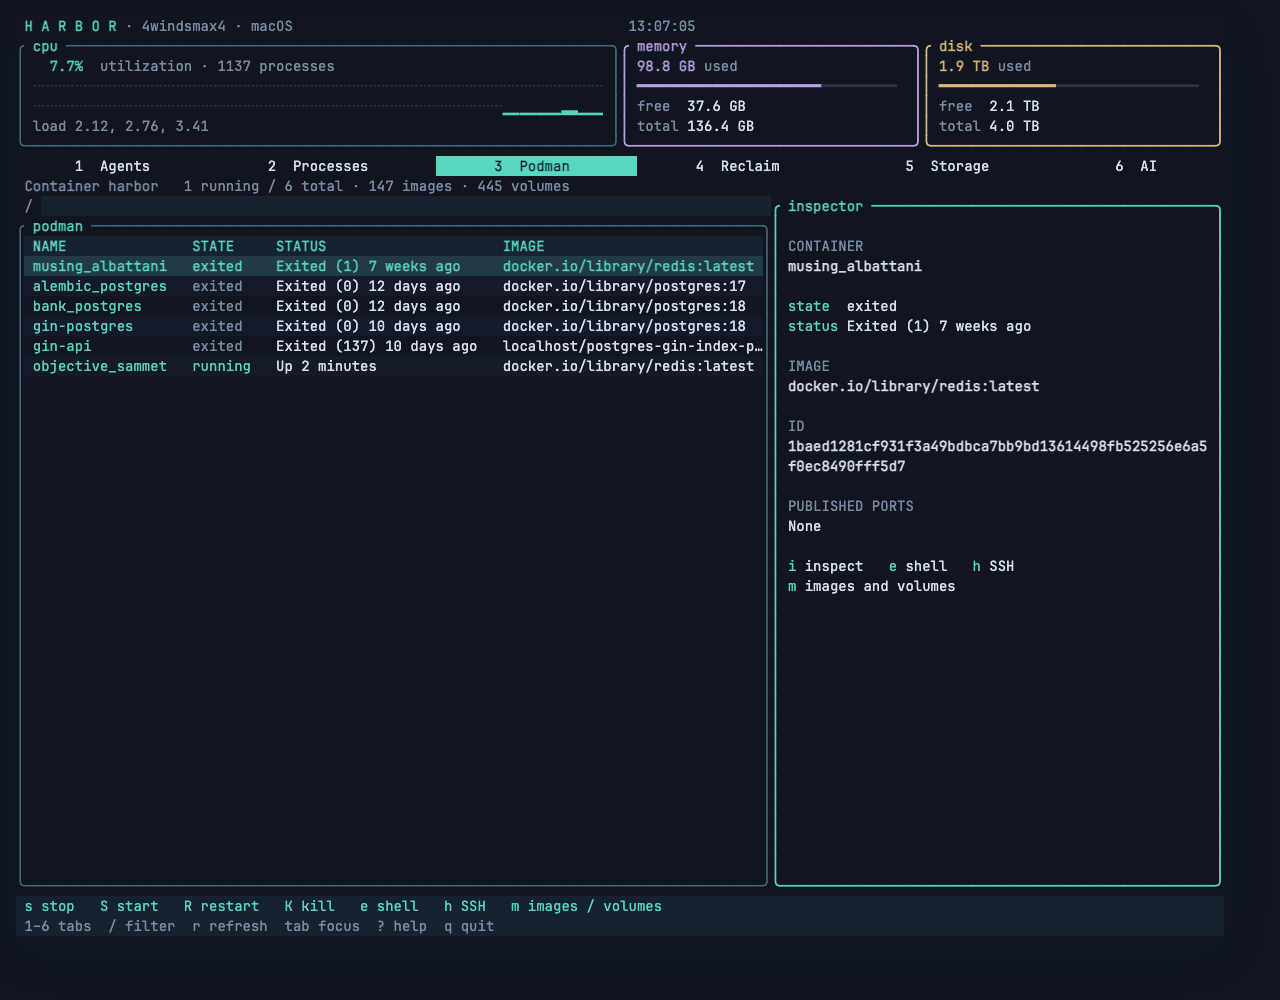 H A R B O R · 4windsmax4 · macOS 13:07:05
cpu
7.7% utilization · 1137 processes
load 2.12, 2.76, 3.41
memory
98.8 GB used
free 37.6 GB
total 136.4 GB
disk
1.9 TB used
free 2.1 TB
total 4.0 TB
1 Agents 2 Processes 3 Podman 4 Reclaim 5 Storage 6 AI
Container harbor 1 running / 6 total · 147 images · 445 volumes
/
podman
NAME STATE STATUS IMAGE
musing_albattani exited Exited (1) 7 weeks ago docker.io/library/redis:latest
alembic_postgres exited Exited (0) 12 days ago docker.io/library/postgres:17
bank_postgres exited Exited (0) 12 days ago docker.io/library/postgres:18
gin-postgres exited Exited (0) 10 days ago docker.io/library/postgres:18
gin-api exited Exited (137) 10 days ago localhost/postgres-gin-index-p…
objective_sammet running Up 2 minutes docker.io/library/redis:latest
inspector
CONTAINER
musing_albattani
state exited
status Exited (1) 7 weeks ago
IMAGE
docker.io/library/redis:latest
ID
1baed1281cf931f3a49bdbca7bb9bd13614498fb525256e6a5
f0ec8490fff5d7
PUBLISHED PORTS
None
i inspect e shell h SSH
m images and volumes
s stop S start R restart K kill e shell h SSH m images / volumes
1-6 tabs / filter r refresh tab focus ? help q quit